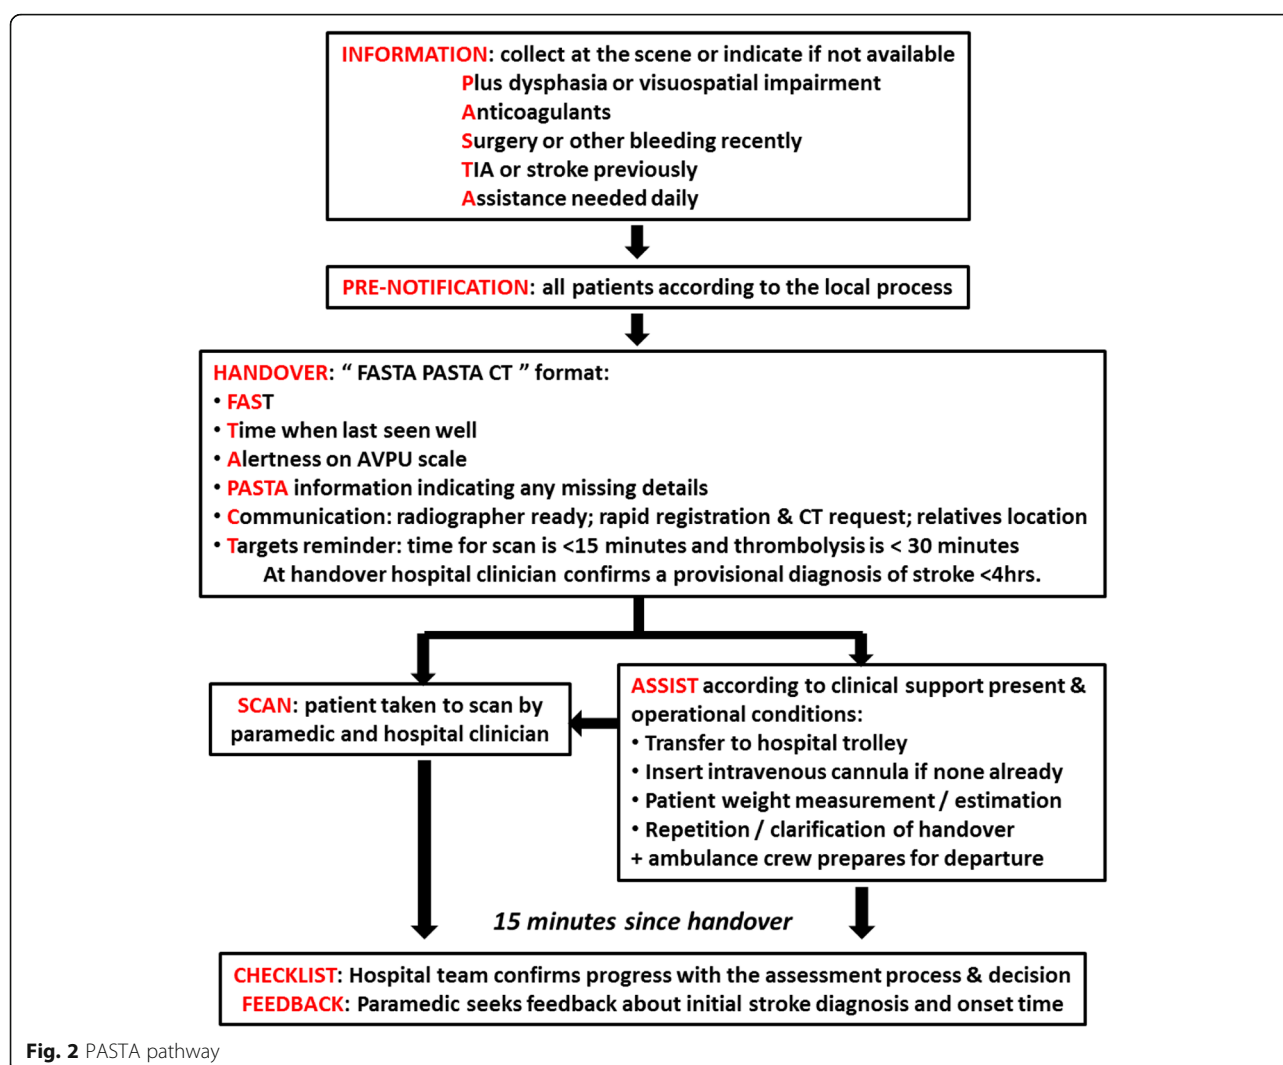 INFORMATION: collect at the scene or indicate if not available
Plus dysphasia or visuospatial impairment
Anticoagulants
Surgery or other bleeding recently
TIA or stroke previously
Assistance needed daily
PRE-NOTIFICATION: all patients according to the local process
HANDOVER: “ FASTA PASTA CT ” format:
• FAST
• Time when last seen well
• Alertness on AVPU scale
• PASTA information indicating any missing details
• Communication: radiographer ready; rapid registration & CT request; relatives location
• Targets reminder: time for scan is <15 minutes and thrombolysis is < 30 minutes
At handover hospital clinician confirms a provisional diagnosis of stroke <4hrs.
SCAN: patient taken to scan by
paramedic and hospital clinician
ASSIST according to clinical support present &
operational conditions:
• Transfer to hospital trolley
• Insert intravenous cannula if none already
• Patient weight measurement / estimation
• Repetition / clarification of handover
+ ambulance crew prepares for departure
15 minutes since handover
CHECKLIST: Hospital team confirms progress with the assessment process & decision
FEEDBACK: Paramedic seeks feedback about initial stroke diagnosis and onset time
Fig. 2 PASTA pathway